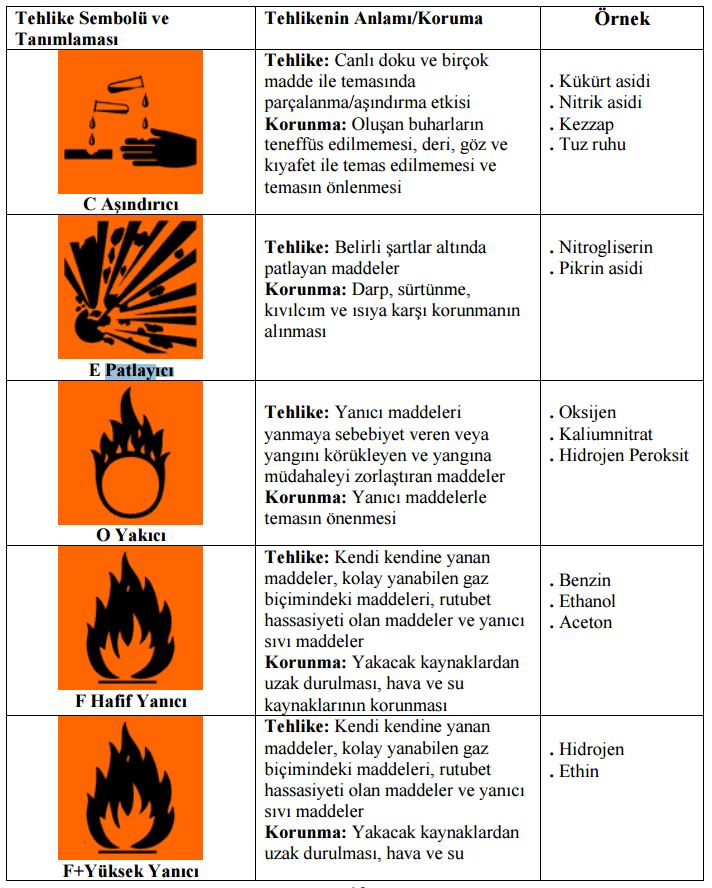 Tehlike Sembolü ve
Tanımlaması
Tehlikenin Anlamı/Koruma
Örnek
C Aşındırıcı
Tehlike: Canlı doku ve birçok
madde ile temasında
parçalanma/aşındırma etkisi
Korunma: Oluşan buharların
teneffüs edilmemesi, deri, göz ve
kıyafet ile temas edilmemesi ve
temasın önlenmesi
. Kükürt asidi
. Nitrik asidi
. Kezzap
. Tuz ruhu
E Patlayıcı
Tehlike: Belirli şartlar altında
patlayan maddeler
Korunma: Darp, sürtünme,
kıvılcım ve ısıya karşı korunmanın
alınması
. Nitrogliserin
. Pikrin asidi
O Yakıcı
Tehlike: Yanıcı maddeleri
yanmaya sebebiyet veren veya
yangını körükleyen ve yangına
müdahaleyi zorlaştıran maddeler
Korunma: Yanıcı maddelerle
temasın önenmesi
. Oksijen
. Kaliumnitrat
. Hidrojen Peroksit
F Hafif Yanıcı
Tehlike: Kendi kendine yanan
maddeler, kolay yanabilen gaz
biçimindeki maddeleri, rutubet
hassasiyeti olan maddeler ve yanıcı
sıvı maddeler
Korunma: Yakacak kaynaklardan
uzak durulması, hava ve su
kaynaklarının korunması
. Benzin
. Ethanol
. Aceton
F+Yüksek Yanıcı
Tehlike: Kendi kendine yanan
maddeler, kolay yanabilen gaz
biçimindeki maddeleri, rutubet
hassasiyeti olan maddeler ve yanıcı
sıvı maddeler
Korunma: Yakacak kaynaklardan
uzak durulması, hava ve su
. Hidrojen
. Ethin